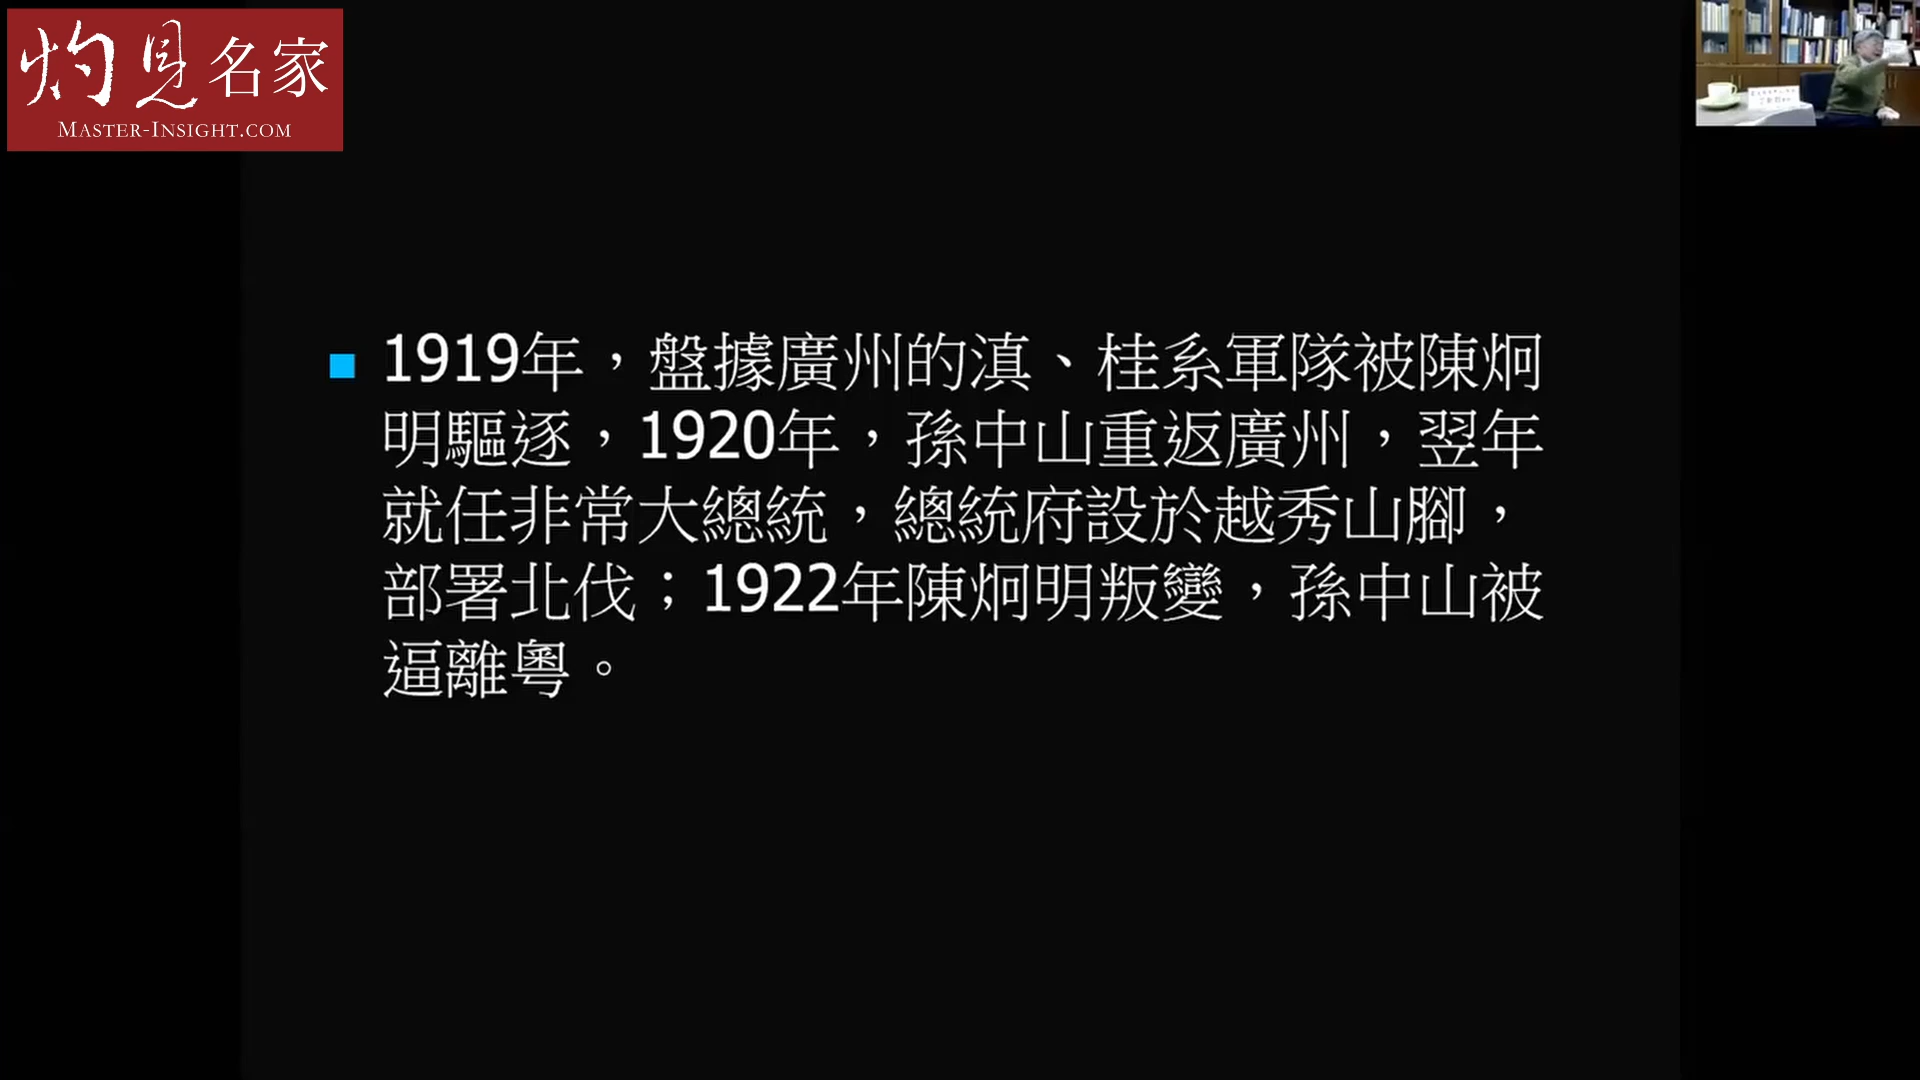 灼見名家
MASTER-INSIGHT.COM
1919年，盤據廣州的滇、桂系軍隊被陳炯
明驅逐，1920年，孫中山重返廣州，翌年
就任非常大總統，總統府設於越秀山腳，
部署北伐；1922年陳炯明叛變，孫中山被
逼離粵。